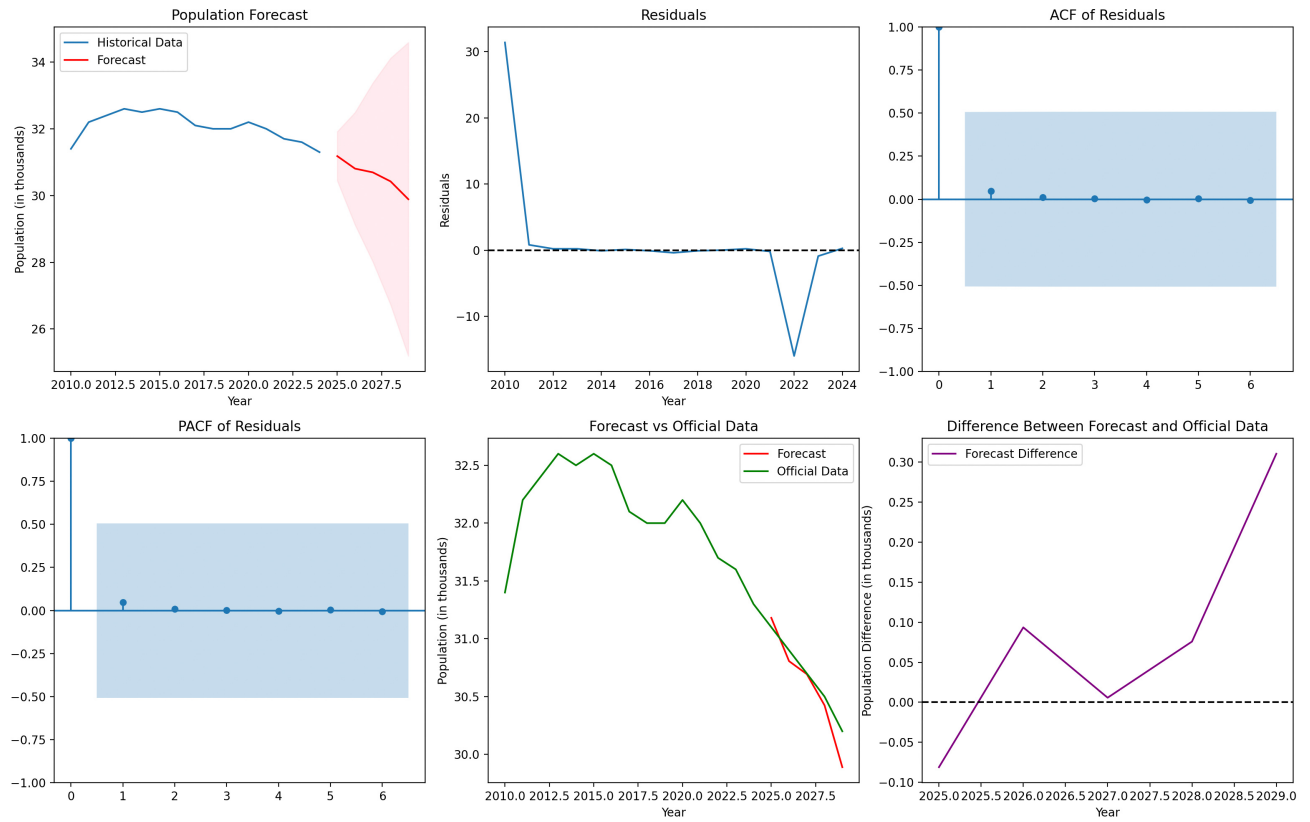 Population Forecast
Historical Data
Forecast
Population (in thousands)
34
32
30
28
26
2010.0 2012.5 2015.0 2017.5 2020.0 2022.5 2025.0 2027.5
Year
Residuals
Residuals
30
20
10
0
−10
2010 2012 2014 2016 2018 2020 2022 2024
Year
ACF of Residuals
1.00
0.75
0.50
0.25
0.00
−0.25
−0.50
−0.75
−1.00
0 1 2 3 4 5 6
PACF of Residuals
1.00
0.75
0.50
0.25
0.00
−0.25
−0.50
−0.75
−1.00
0 1 2 3 4 5 6
Forecast vs Official Data
Forecast
Official Data
Population (in thousands)
32.5
32.0
31.5
31.0
30.5
30.0
2010.0 2012.5 2015.0 2017.5 2020.0 2022.5 2025.0 2027.5
Year
Difference Between Forecast and Official Data
Forecast Difference
Population Difference (in thousands)
0.30
0.25
0.20
0.15
0.10
0.05
0.00
−0.05
−0.10
2025.0 2025.5 2026.0 2026.5 2027.0 2027.5 2028.0 2028.5 2029.0
Year